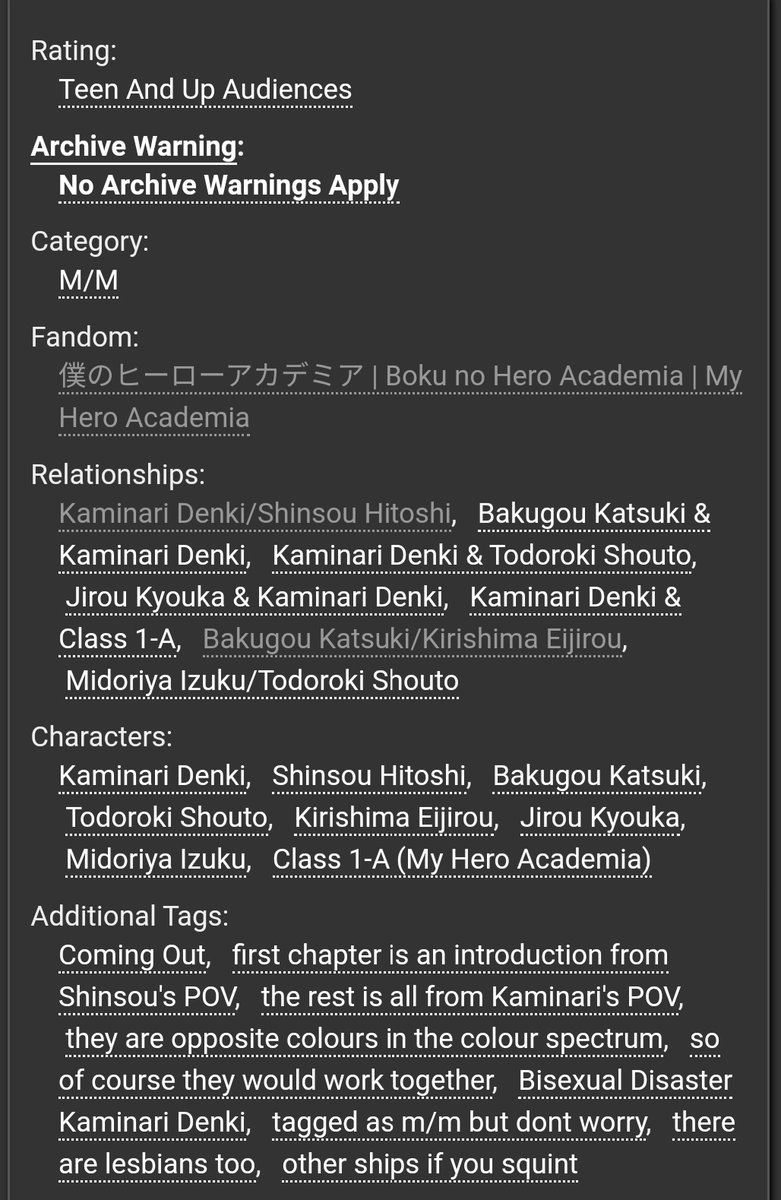 Rating:
Teen And Up Audiences
Archive Warning:
No Archive Warnings Apply
Category:
M/M
Fandom:
僕のヒーローアカデミア | Boku no Hero Academia | My
Hero Academia
Relationships:
Kaminari Denki/Shinsou Hitoshi, Bakugou Katsuki &
Kaminari Denki, Kaminari Denki & Todoroki Shouto,
Jirou Kyouka & Kaminari Denki, Kaminari Denki &
Class 1-A, Bakugou Katsuki/Kirishima Eijirou,
Midoriya Izuku/Todoroki Shouto
Characters:
Kaminari Denki, Shinsou Hitoshi, Bakugou Katsuki,
Todoroki Shouto, Kirishima Eijirou, Jirou Kyouka,
Midoriya Izuku, Class 1-A (My Hero Academia)
Additional Tags:
Coming Out, first chapter is an introduction from
Shinsou's POV, the rest is all from Kaminari's POV,
they are opposite colours in the colour spectrum, so
of course they would work together, Bisexual Disaster
Kaminari Denki, tagged as m/m but dont worry, there
are lesbians too, other ships if you squint